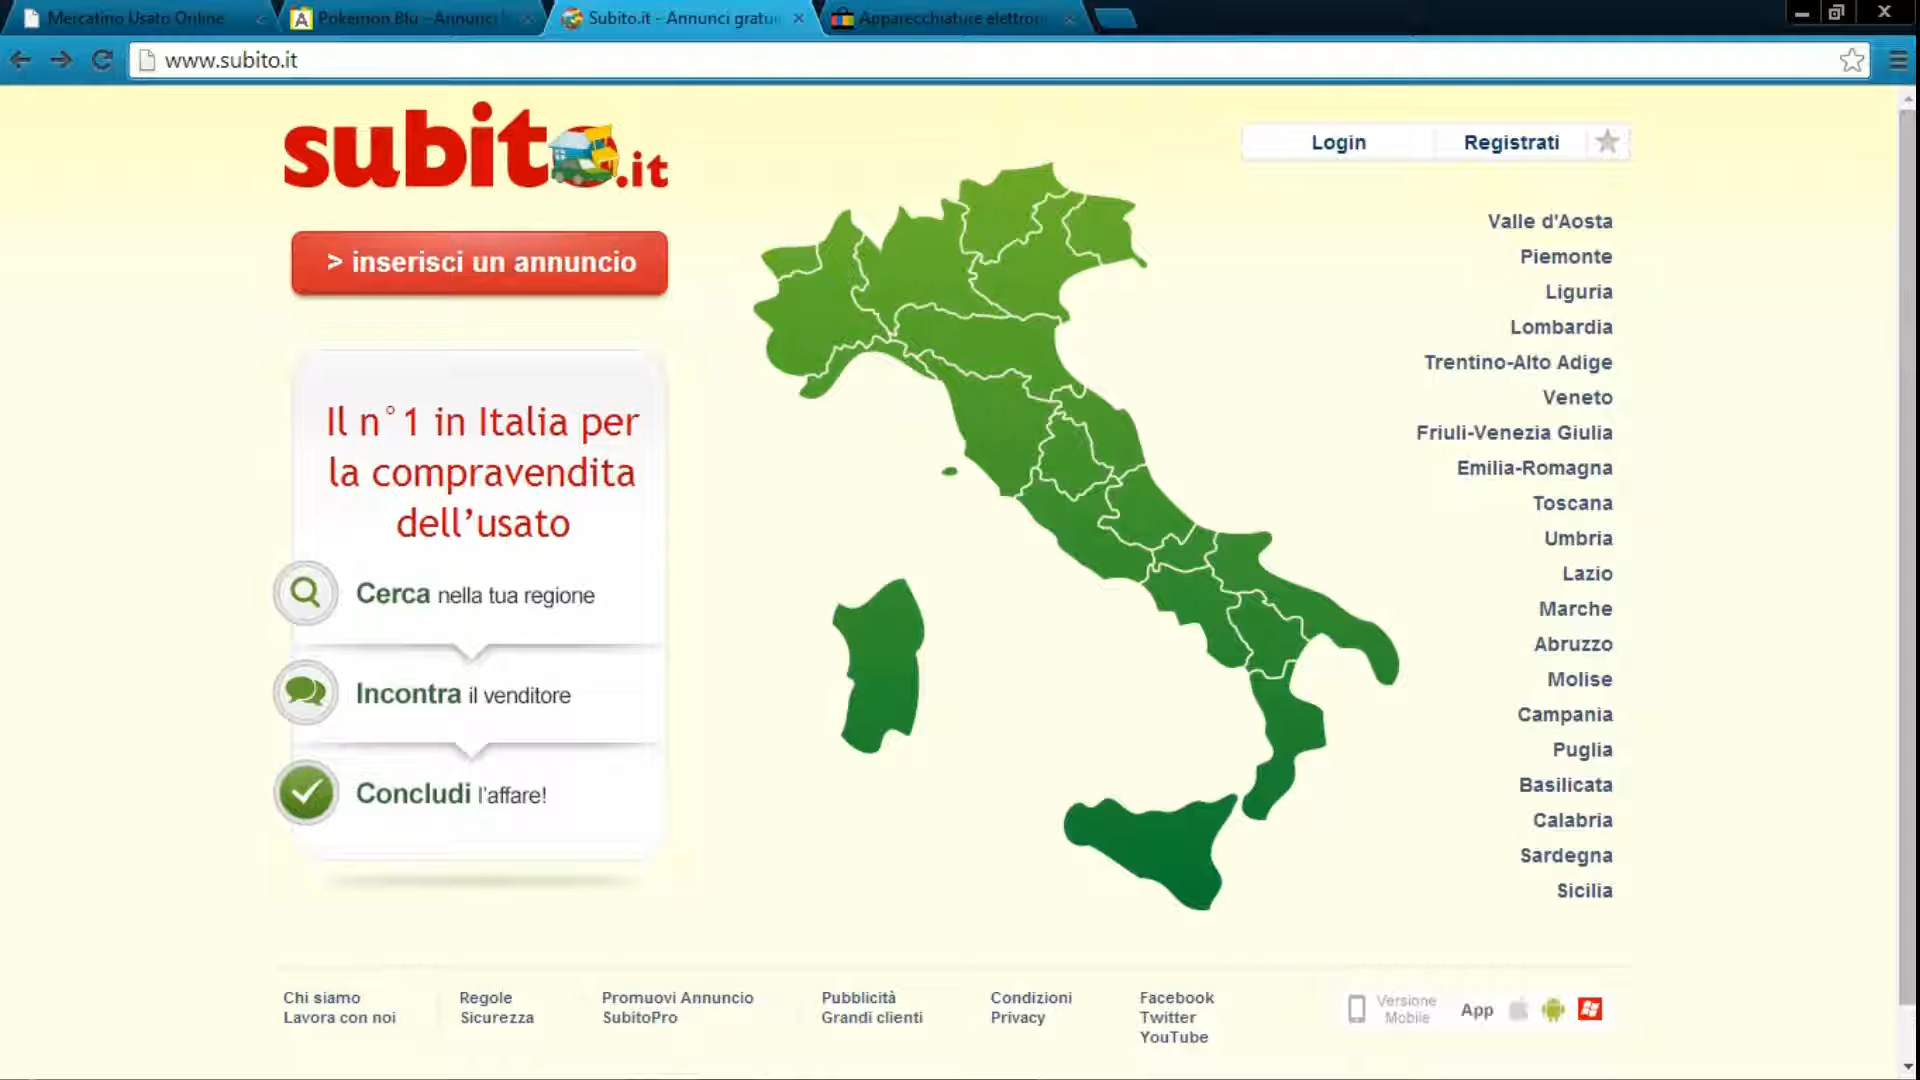 Mercatino Usato Online
Pokemon Blu - Annunci
Subito.it - Annunci gratui
Apparecchiature elettron
www.subito.it
subito.it
Login
Registrati
> inserisci un annuncio
Il n°1 in Italia per
la compravendita
dell'usato
Cerca nella tua regione
Incontra il venditore
Concludi l'affare!
Valle d'Aosta
Piemonte
Liguria
Lombardia
Trentino-Alto Adige
Veneto
Friuli-Venezia Giulia
Emilia-Romagna
Toscana
Umbria
Lazio
Marche
Abruzzo
Molise
Campania
Puglia
Basilicata
Calabria
Sardegna
Sicilia
Chi siamo
Lavora con noi
Regole
Sicurezza
Promuovi Annuncio
SubitoPro
Pubblicità
Grandi clienti
Condizioni
Privacy
Facebook
Twitter
YouTube
Versione
Mobile
App